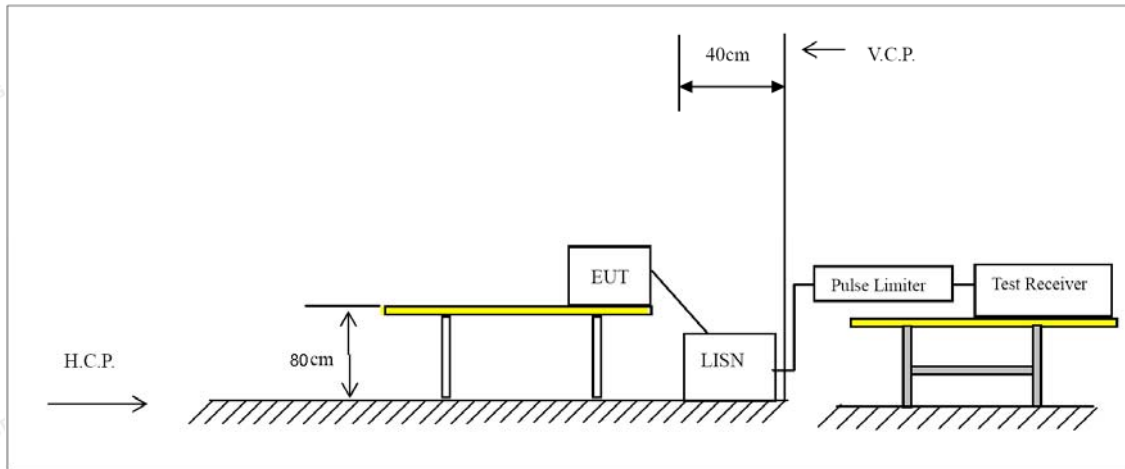 40cm
V.C.P.
EUT
Pulse Limiter
Test Receiver
80cm
H.C.P.
LISN